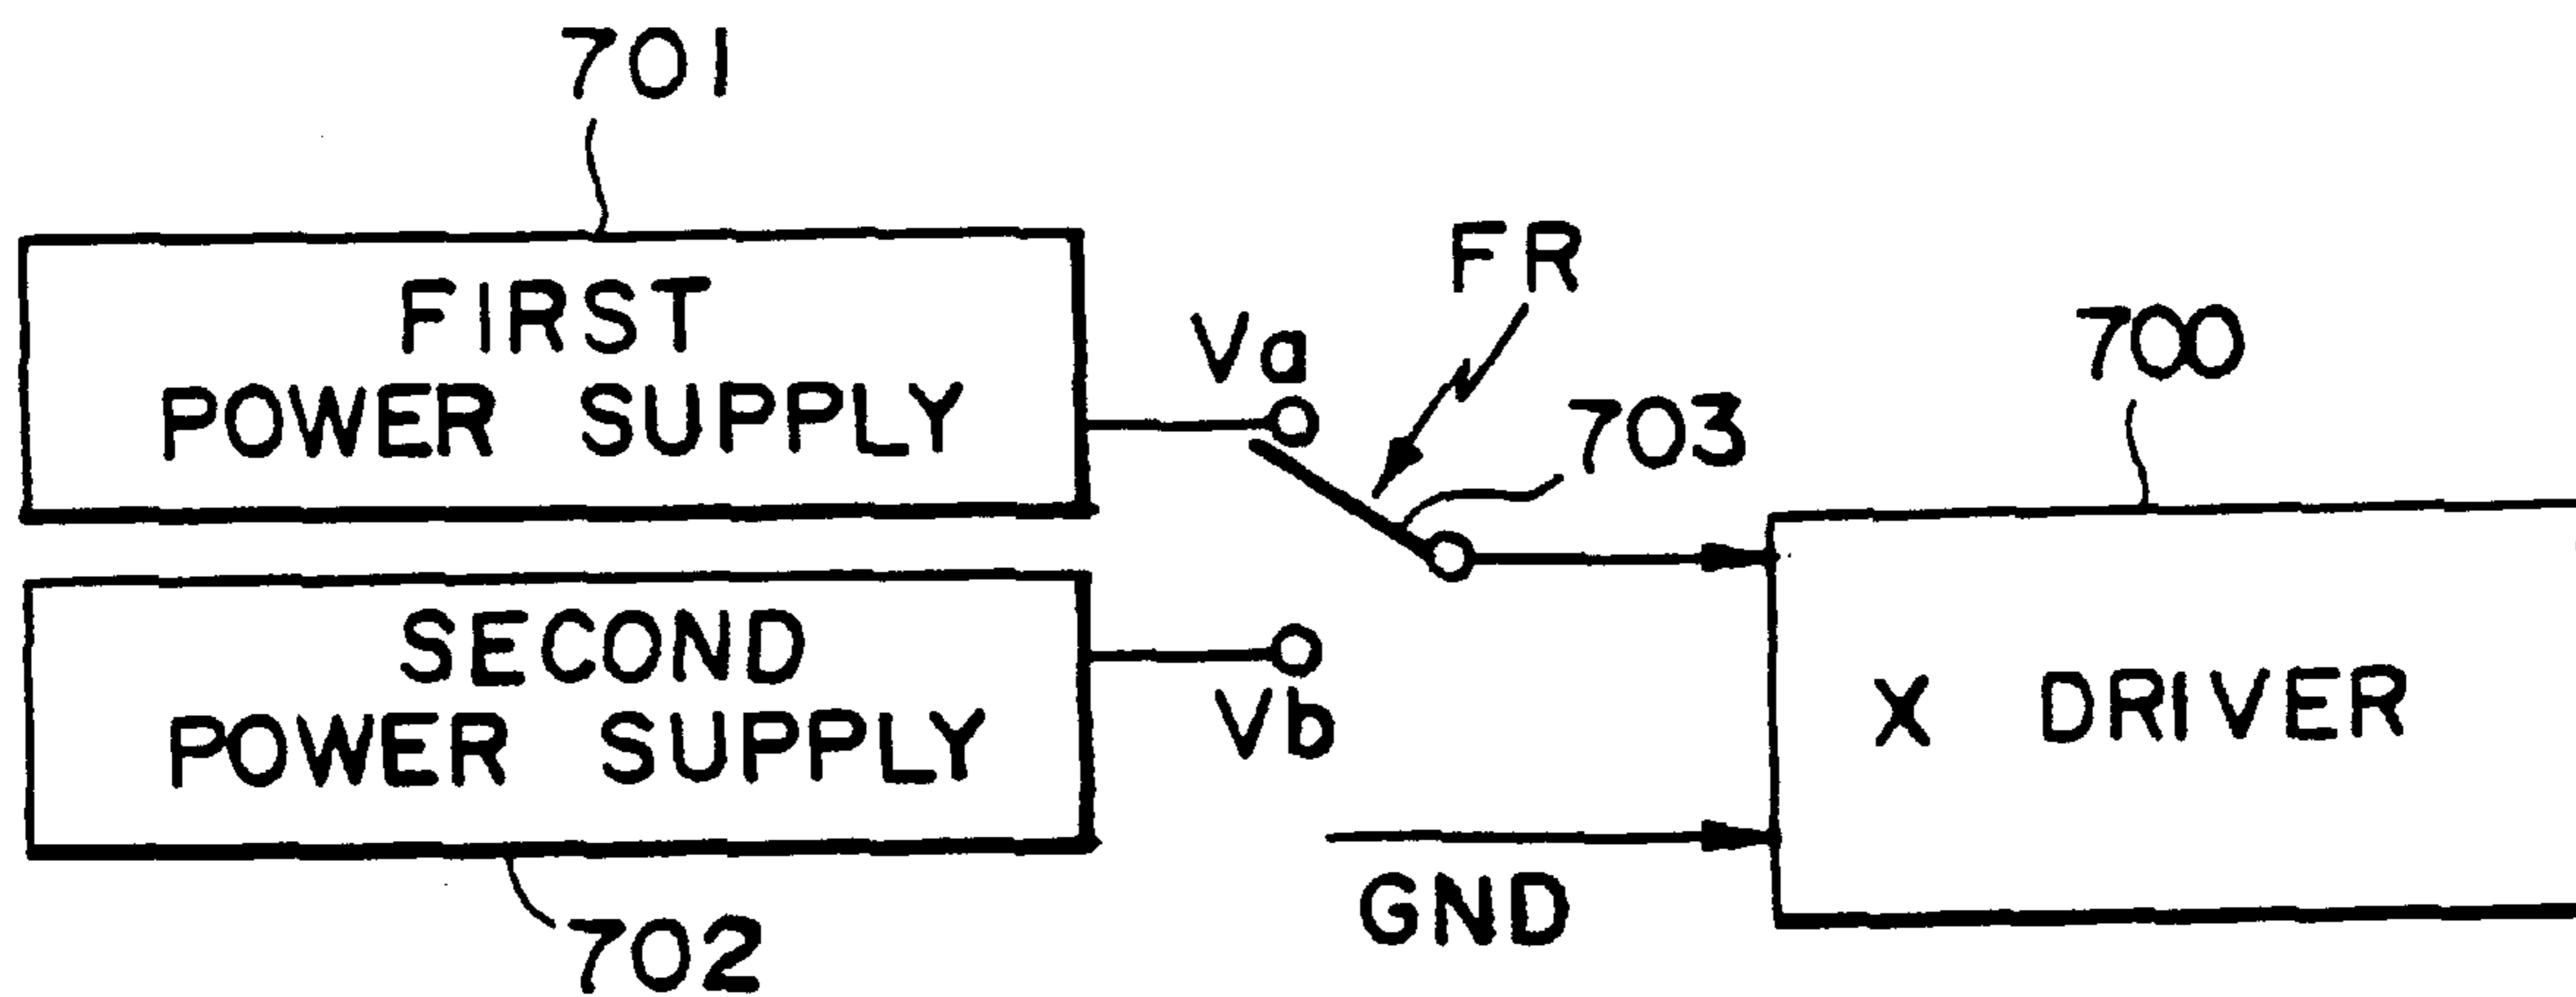 701
FIRST
POWER SUPPLY
Va
FR
703
700
SECOND
POWER SUPPLY
Vb
X DRIVER
GND
702